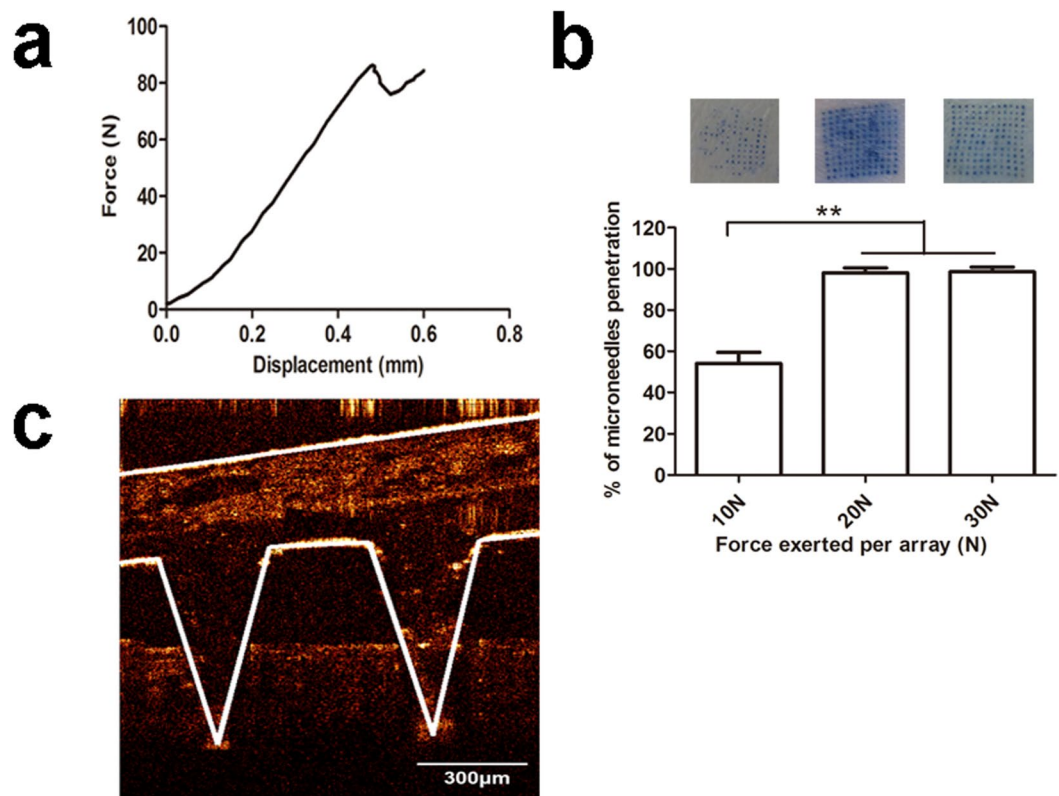 a
100
80
60
40
20
0
Force (N)
0.0 0.2 0.4 0.6 0.8
Displacement (mm)
b
**
120
100
80
60
40
20
0
% of microneedles penetration
10N 20N 30N
Force exerted per array (N)
c
300µm